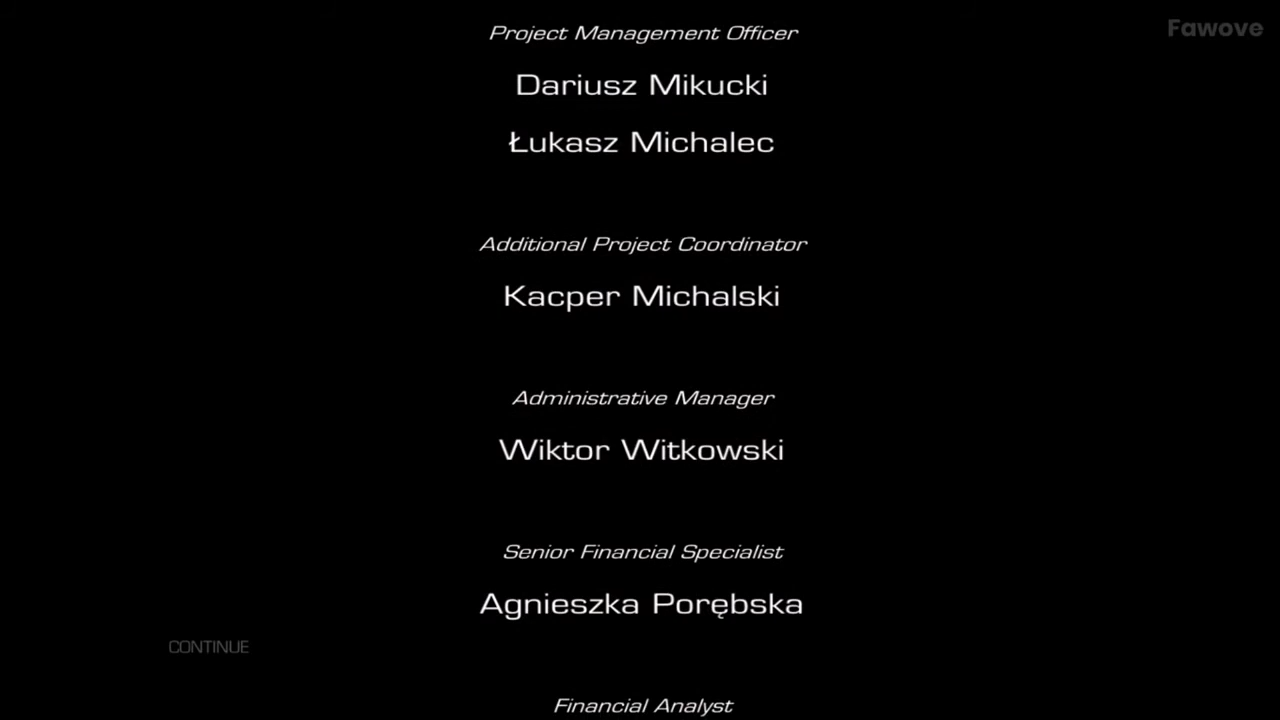 Fawove
Project Management Officer
Dariusz Mikucki
Łukasz Michalec
Additional Project Coordinator
Kacper Michalski
Administrative Manager
Wiktor Witkowski
Senior Financial Specialist
Agnieszka Porębska
CONTINUE
Financial Analyst